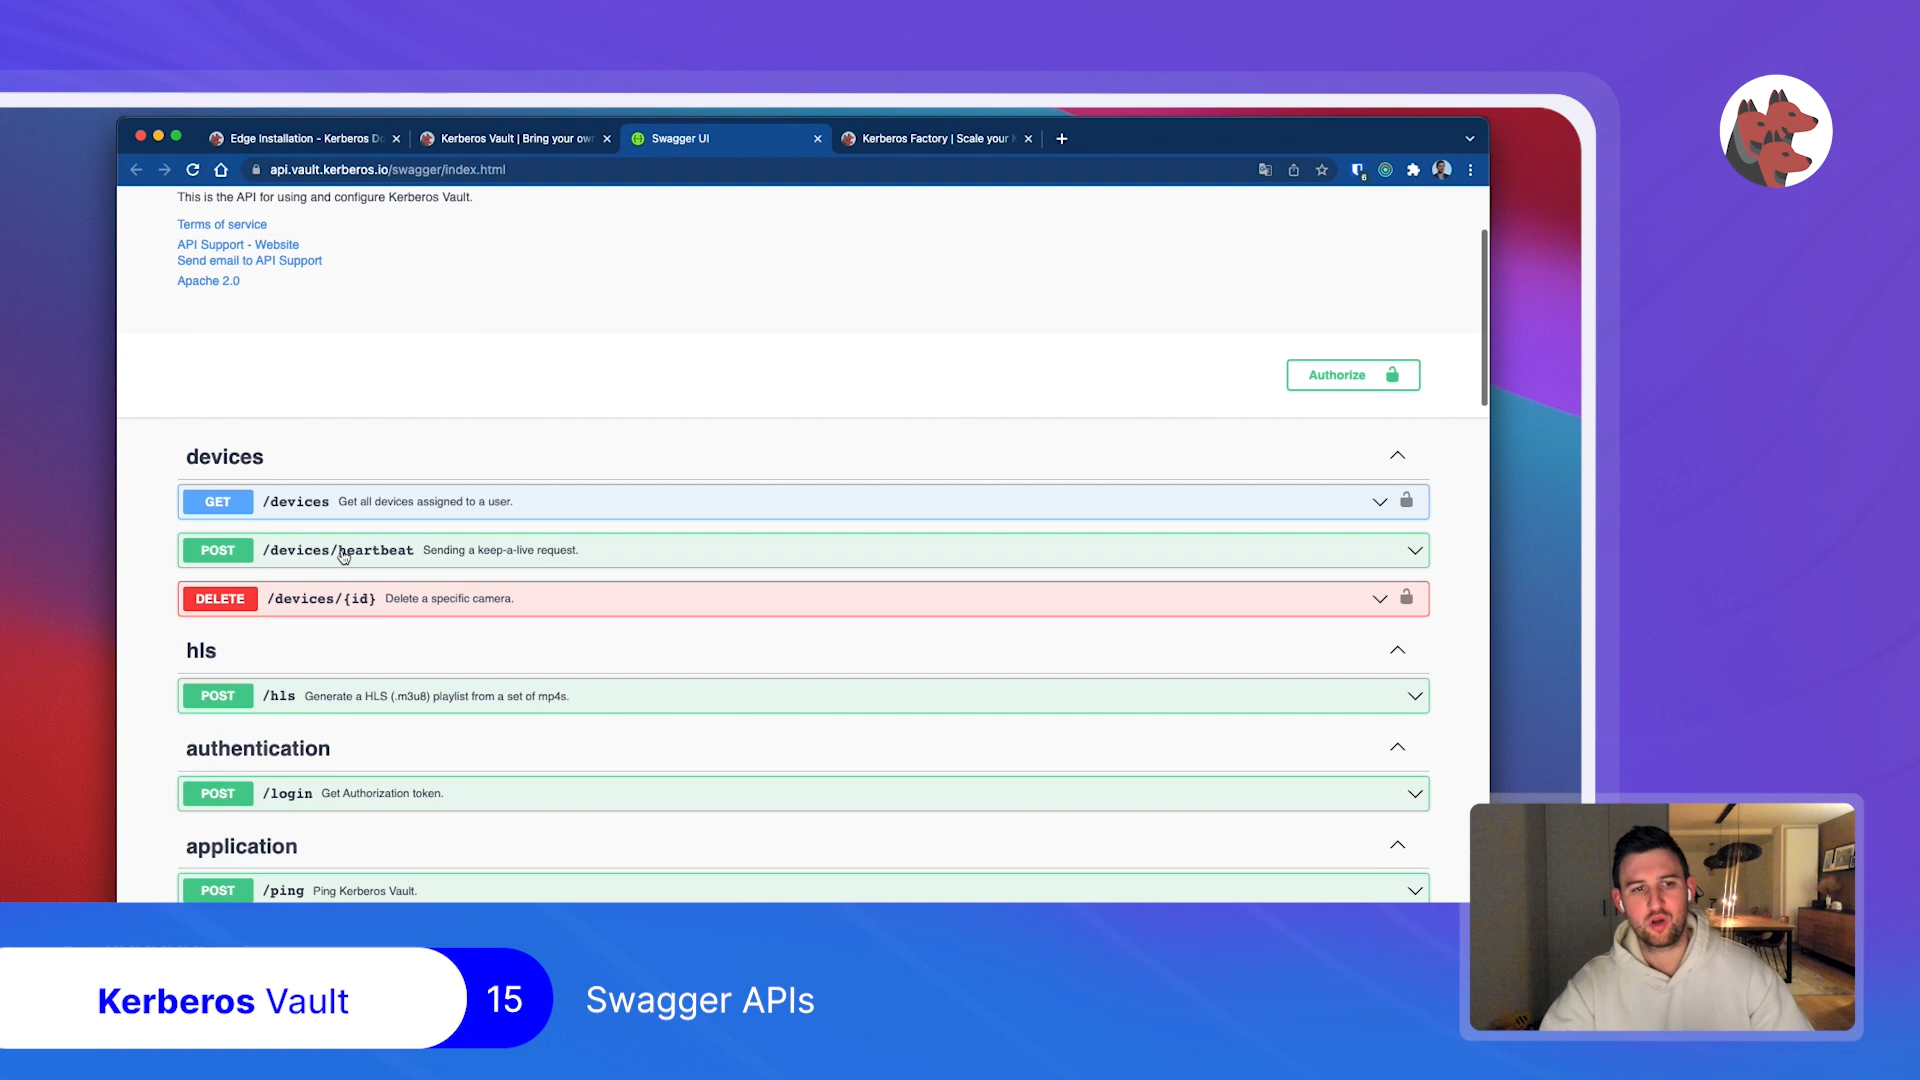 Edge Installation - Kerberos Do
Kerberos Vault | Bring your own
Swagger UI
Kerberos Factory | Scale your K
api.vault.kerberos.io/swagger/index.html
6
This is the API for using and configure Kerberos Vault.
Terms of service
API Support - Website
Send email to API Support
Apache 2.0
Authorize
devices
GET /devices Get all devices assigned to a user.
POST /devices/heartbeat Sending a keep-a-live request.
DELETE /devices/{id} Delete a specific camera.
hls
POST /hls Generate a HLS (.m3u8) playlist from a set of mp4s.
authentication
POST /login Get Authorization token.
application
POST /ping Ping Kerberos Vault.
Kerberos Vault 15 Swagger APIs